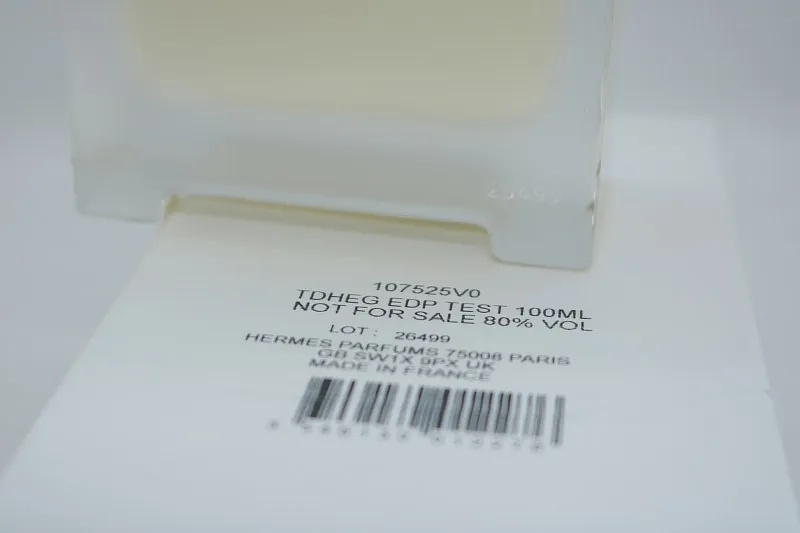 26499
107525V0
TDHEG EDP TEST 100ML
NOT FOR SALE 80% VOL
LOT : 26499
HERMES PARFUMS 75008 PARIS
GB SW1X 9PX UK
MADE IN FRANCE